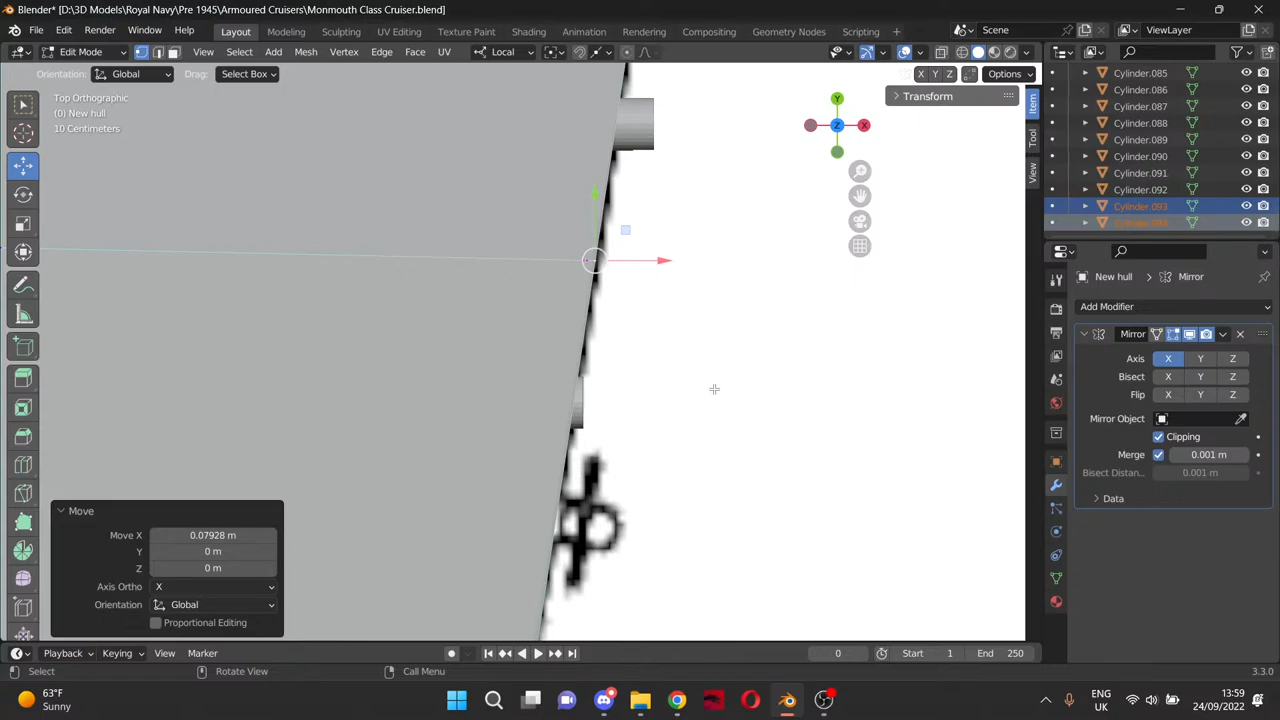 Blender* [D:\3D Models\Royal Navy\Pre 1945\Armoured Cruisers\Monmouth Class Cruiser.blend]
File Edit Render Window Help Layout Modeling Sculpting UV Editing Texture Paint Shading Animation Rendering Compositing Geometry Nodes Scripting + Scene ViewLayer
Edit Mode View Select Add Mesh Vertex Edge Face UV Local
Orientation: Global Drag: Select Box X Y Z Options
Top Orthographic
(0) New hull
10 Centimeters
Transform
Y
Z
X
Item
Tool
View
Cylinder.085
Cylinder.086
Cylinder.087
Cylinder.088
Cylinder.089
Cylinder.090
Cylinder.091
Cylinder.092
Cylinder.093
New hull Mirror
Add Modifier
Mirror
Axis X Y Z
Bisect X Y Z
Flip X Y Z
Mirror Object
Clipping
Merge 0.001 m
Bisect Distan... 0.001 m
Data
Move
Move X 0.07928 m
Y 0 m
Z 0 m
Axis Ortho X
Orientation Global
Proportional Editing
Playback Keying View Marker 0 Start 1 End 250
Select Rotate View Call Menu 3.3.0
63°F
Sunny
ENG
UK
13:59
24/09/2022